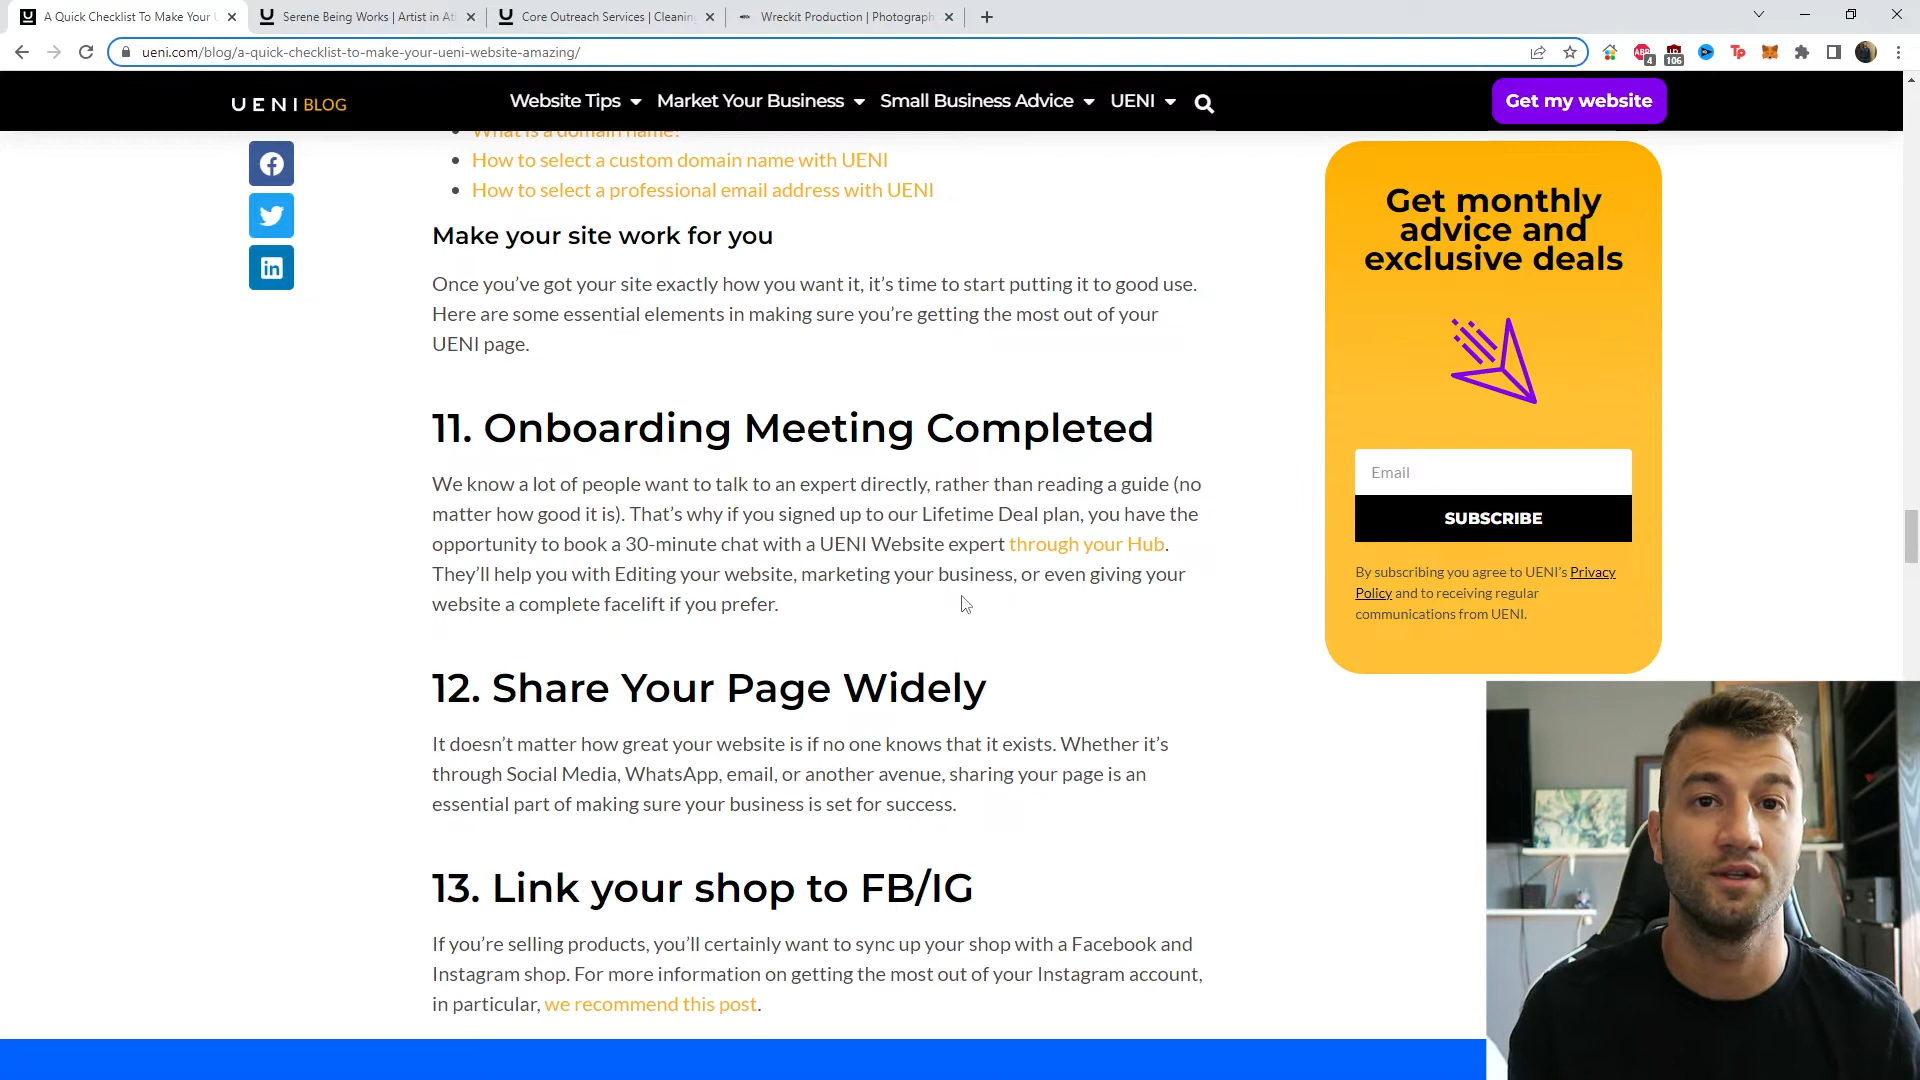 A Quick Checklist To Make Your U
Serene Being Works | Artist in Atl
Core Outreach Services | Cleaning
Wreckit Production | Photograph
ueni.com/blog/a-quick-checklist-to-make-your-ueni-website-amazing/
4
106
Tp
UENI BLOG
Website Tips
Market Your Business
Small Business Advice
UENI
Get my website
What is a domain name?
How to select a custom domain name with UENI
How to select a professional email address with UENI
Make your site work for you
Once you’ve got your site exactly how you want it, it’s time to start putting it to good use.
Here are some essential elements in making sure you’re getting the most out of your
UENI page.
11. Onboarding Meeting Completed
We know a lot of people want to talk to an expert directly, rather than reading a guide (no
matter how good it is). That’s why if you signed up to our Lifetime Deal plan, you have the
opportunity to book a 30-minute chat with a UENI Website expert through your Hub.
They’ll help you with Editing your website, marketing your business, or even giving your
website a complete facelift if you prefer.
12. Share Your Page Widely
It doesn’t matter how great your website is if no one knows that it exists. Whether it’s
through Social Media, WhatsApp, email, or another avenue, sharing your page is an
essential part of making sure your business is set for success.
13. Link your shop to FB/IG
If you’re selling products, you’ll certainly want to sync up your shop with a Facebook and
Instagram shop. For more information on getting the most out of your Instagram account,
in particular, we recommend this post.
Get monthly
advice and
exclusive deals
Email
SUBSCRIBE
By subscribing you agree to UENI’s Privacy
Policy and to receiving regular
communications from UENI.